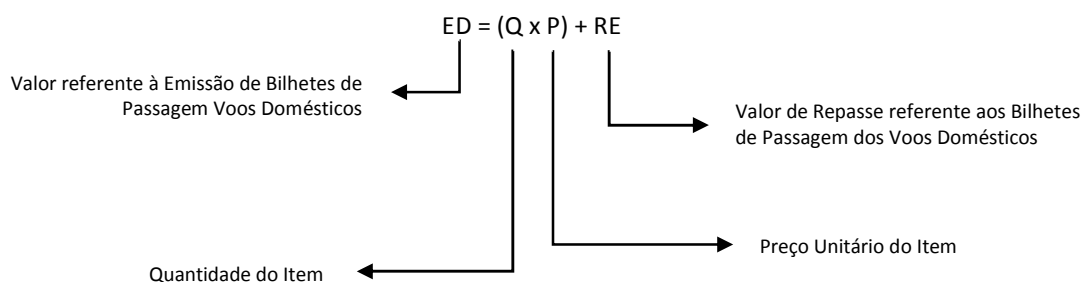 ED = (Q x P) + RE
Valor referente à Emissão de Bilhetes de
Passagem Voos Domésticos
Valor de Repasse referente aos Bilhetes
de Passagem dos Voos Domésticos
Preço Unitário do Item
Quantidade do Item